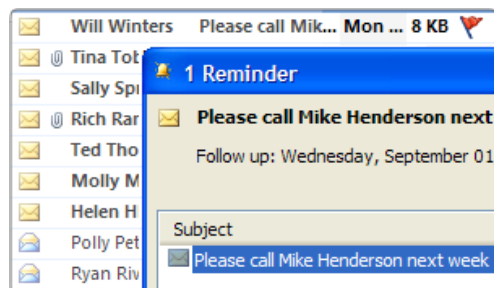 Will Winters Please call Mik... Mon ... 8 KB
Tina Tob
Sally Spr
Rich Ran
Ted Tho
Molly M
Helen H
Polly Pet
Ryan Riv
1 Reminder
Please call Mike Henderson next
Follow up: Wednesday, September 01
Subject
Please call Mike Henderson next week